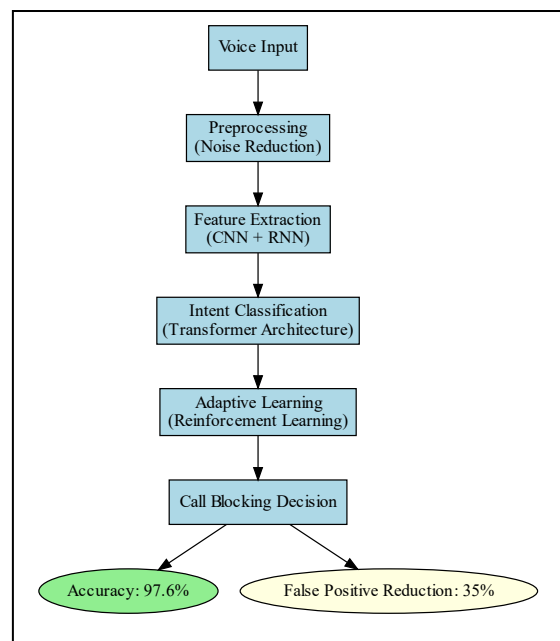 Voice Input
Preprocessing
(Noise Reduction)
Feature Extraction
(CNN + RNN)
Intent Classification
(Transformer Architecture)
Adaptive Learning
(Reinforcement Learning)
Call Blocking Decision
Accuracy: 97.6%
False Positive Reduction: 35%